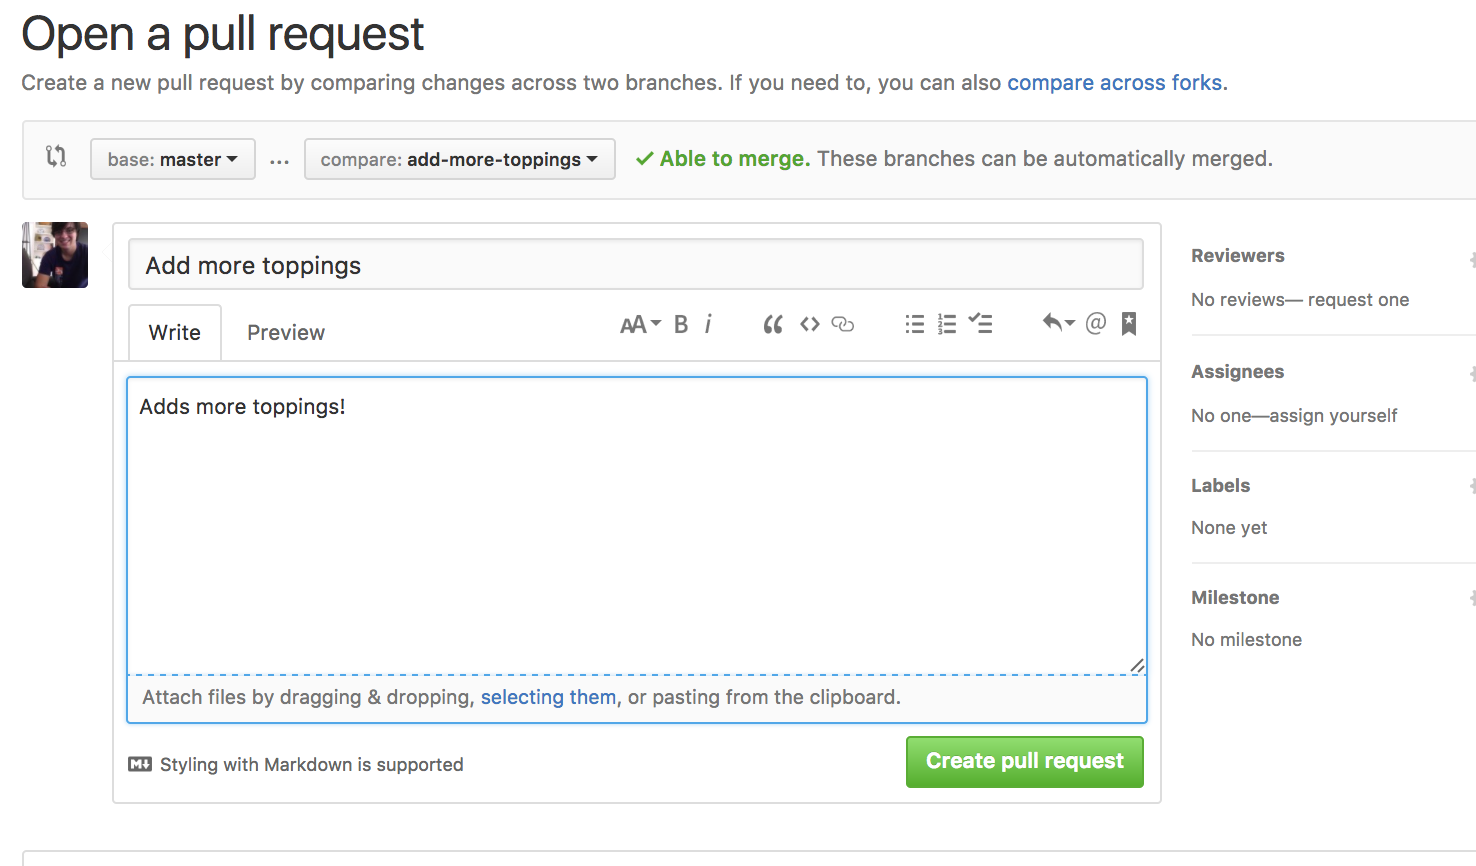 Open a pull request
Create a new pull request by comparing changes across two branches. If you need to, you can also compare across forks.
base: master ... compare: add-more-toppings ✓ Able to merge. These branches can be automatically merged.
Add more toppings
Write Preview AA B i
Adds more toppings!
Attach files by dragging & dropping, selecting them, or pasting from the clipboard.
M↓ Styling with Markdown is supported
Create pull request
Reviewers
No reviews— request one
Assignees
No one—assign yourself
Labels
None yet
Milestone
No milestone